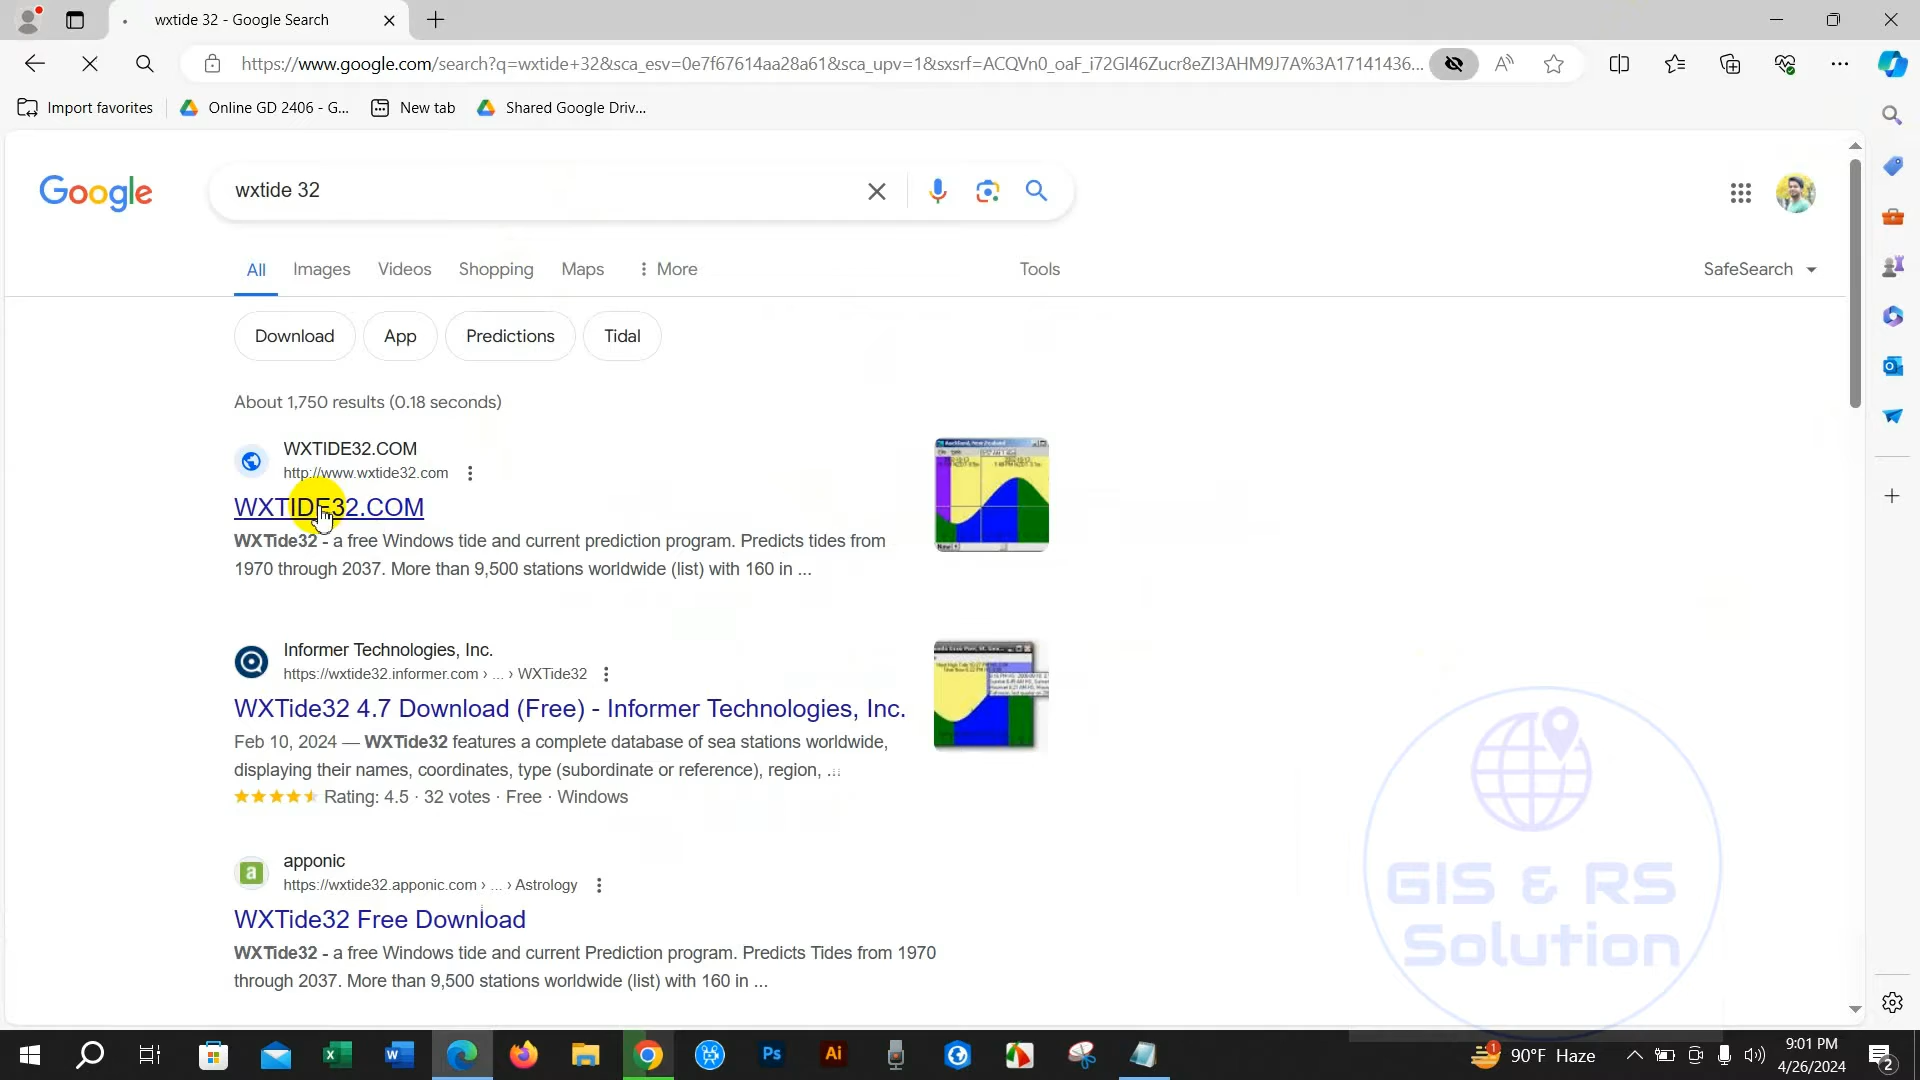 wxtide 32 - Google Search
https://www.google.com/search?q=wxtide+32&sca_esv=0e7f67614aa28a61&sca_upv=1&sxsrf=ACQVn0_oaF_i72Gl46Zucr8eZI3AHM9J7A%3A17141436...
Import favorites
Online GD 2406 - G...
New tab
Shared Google Driv...
Google
wxtide 32
All
Images
Videos
Shopping
Maps
More
Tools
SafeSearch
Download
App
Predictions
Tidal
About 1,750 results (0.18 seconds)
WXTIDE32.COM
http://www.wxtide32.com
WXTIDE32.COM
WXTide32 - a free Windows tide and current prediction program. Predicts tides from
1970 through 2037. More than 9,500 stations worldwide (list) with 160 in ...
Informer Technologies, Inc.
https://wxtide32.informer.com › ... › WXTide32
WXTide32 4.7 Download (Free) - Informer Technologies, Inc.
Feb 10, 2024 — WXTide32 features a complete database of sea stations worldwide,
displaying their names, coordinates, type (subordinate or reference), region, ...
Rating: 4.5 · 32 votes · Free · Windows
apponic
https://wxtide32.apponic.com › ... › Astrology
WXTide32 Free Download
WXTide32 - a free Windows tide and current Prediction program. Predicts Tides from 1970
through 2037. More than 9,500 stations worldwide (list) with 160 in ...
GIS & RS
Solution
1
90°F Haze
9:01 PM
4/26/2024
2